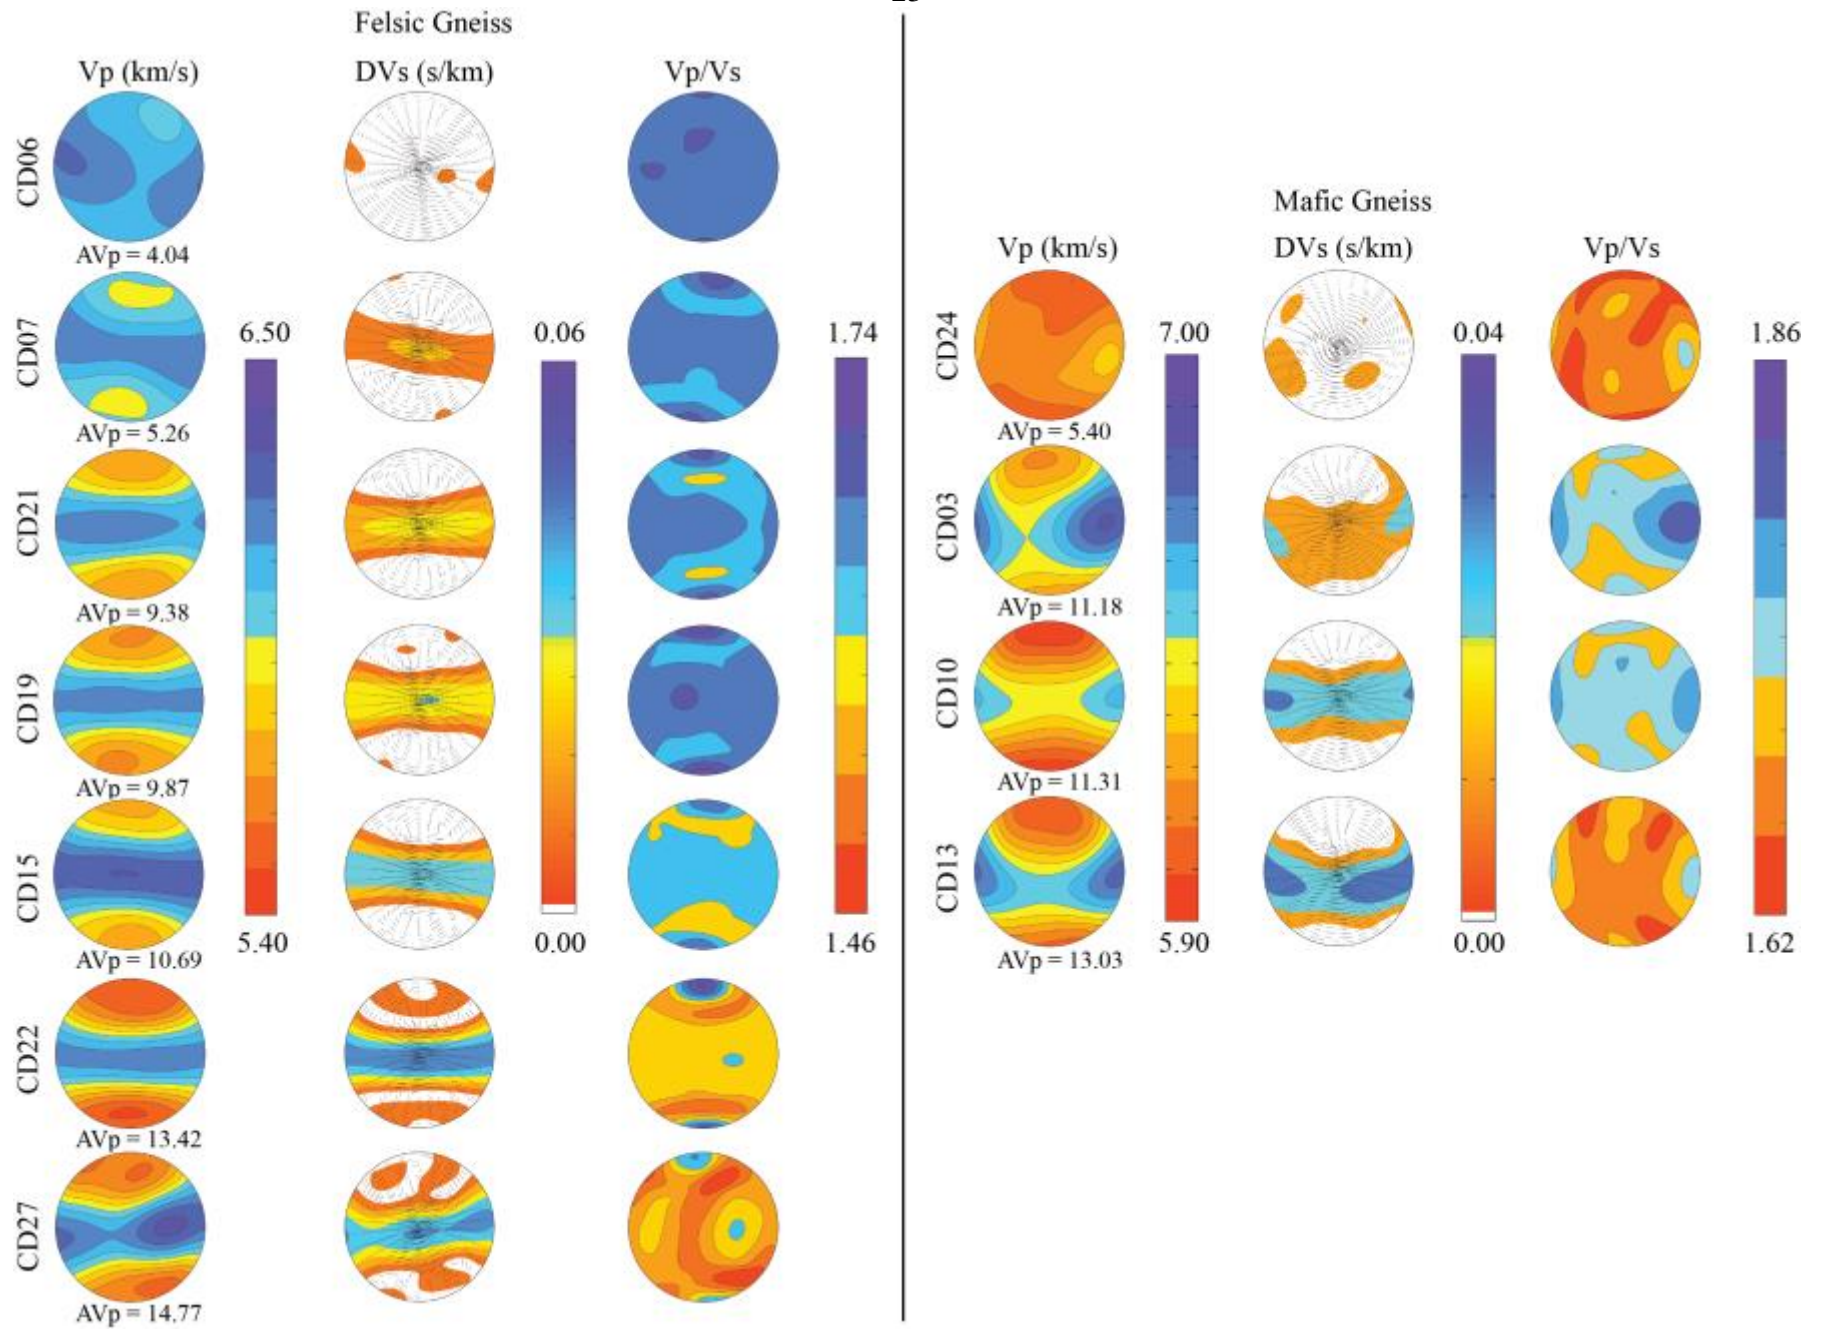 Felsic Gneiss
Vp (km/s) DVs (s/km) Vp/Vs
CD06
AVp = 4.04
CD07
AVp = 5.26
CD21
AVp = 9.38
CD19
AVp = 9.87
CD15
AVp = 10.69
CD22
AVp = 13.42
CD27
AVp = 14.77
6.50
5.40
0.06
0.00
1.74
1.46
Mafic Gneiss
Vp (km/s) DVs (s/km) Vp/Vs
CD24
AVp = 5.40
CD03
AVp = 11.18
CD10
AVp = 11.31
CD13
AVp = 13.03
7.00
5.90
0.04
0.00
1.86
1.62